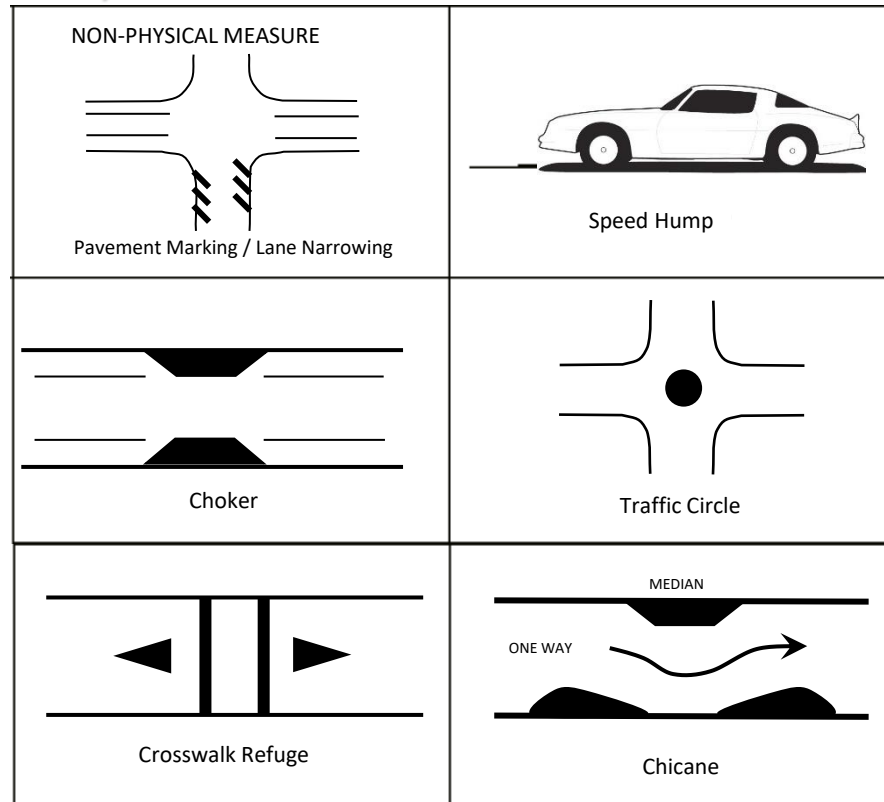 NON-PHYSICAL MEASURE
Pavement Marking / Lane Narrowing
Speed Hump
Choker
Traffic Circle
Crosswalk Refuge
MEDIAN
ONE WAY
Chicane